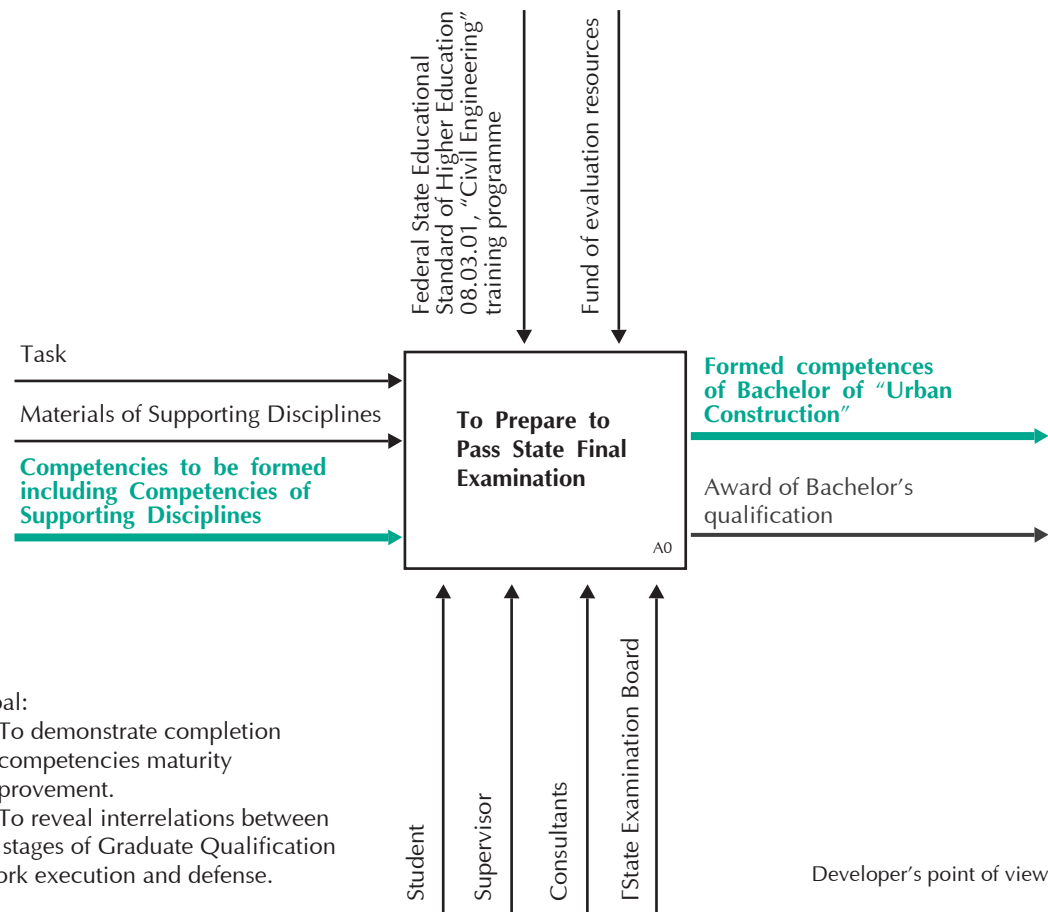 Federal State Educational
Standard of Higher Education
08.03.01, “Civil Engineering”
training programme
Fund of evaluation resources
Task
Materials of Supporting Disciplines
Competencies to be formed
including Competencies of
Supporting Disciplines
To Prepare to
Pass State Final
Examination
A0
Formed competences
of Bachelor of “Urban
Construction”
Award of Bachelor’s
qualification
Student
Supervisor
Consultants
ГState Examination Board
To demonstrate completion
competencies maturity
To reveal interrelations between
stages of Graduate Qualification
execution and defense.
Developer’s point of view